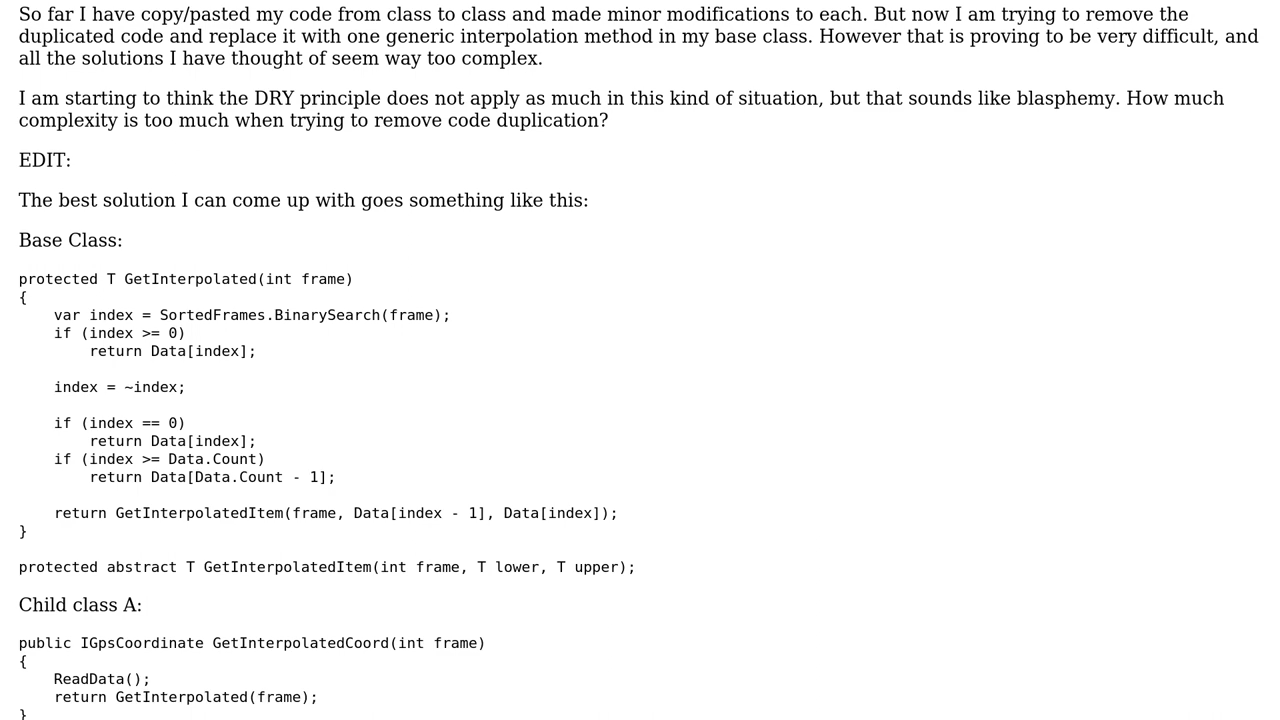 So far I have copy/pasted my code from class to class and made minor modifications to each. But now I am trying to remove the
duplicated code and replace it with one generic interpolation method in my base class. However that is proving to be very difficult, and
all the solutions I have thought of seem way too complex.
I am starting to think the DRY principle does not apply as much in this kind of situation, but that sounds like blasphemy. How much
complexity is too much when trying to remove code duplication?
EDIT:
The best solution I can come up with goes something like this:
Base Class:
protected T GetInterpolated(int frame)
{
    var index = SortedFrames.BinarySearch(frame);
    if (index >= 0)
        return Data[index];
    index = ~index;
    if (index == 0)
        return Data[index];
    if (index >= Data.Count)
        return Data[Data.Count - 1];
    return GetInterpolatedItem(frame, Data[index - 1], Data[index]);
}
protected abstract T GetInterpolatedItem(int frame, T lower, T upper);
Child class A:
public IGpsCoordinate GetInterpolatedCoord(int frame)
{
    ReadData();
    return GetInterpolated(frame);
}